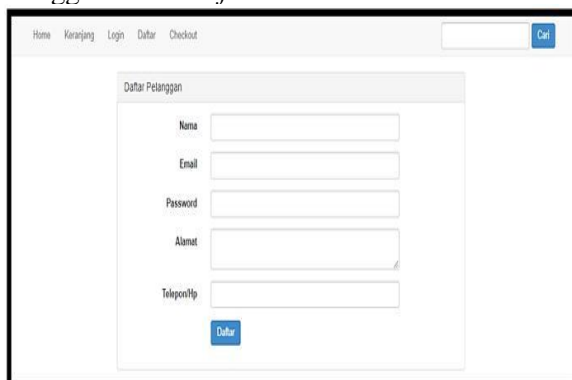 Home Keranjang Login Daftar Checkout Cari
Daftar Pelanggan
Nama
Email
Password
Alamat
Telepon/Hp
Daftar